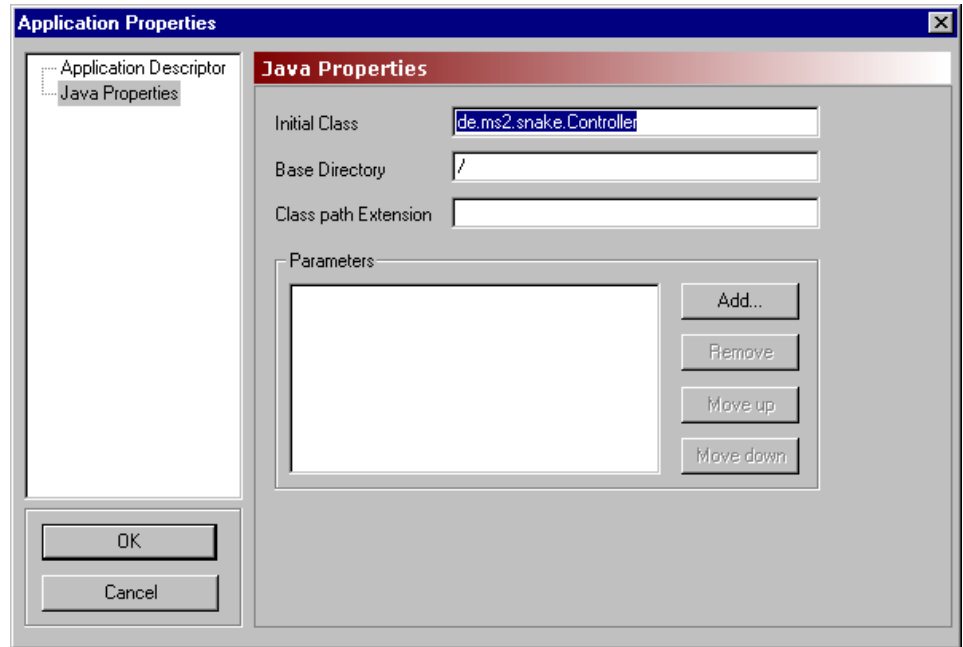 Application Properties
Application Descriptor
Java Properties
Java Properties
Initial Class
de.ms2.snake.Controller
Base Directory
/
Class path Extension
Parameters
Add...
Remove
Move up
Move down
OK
Cancel